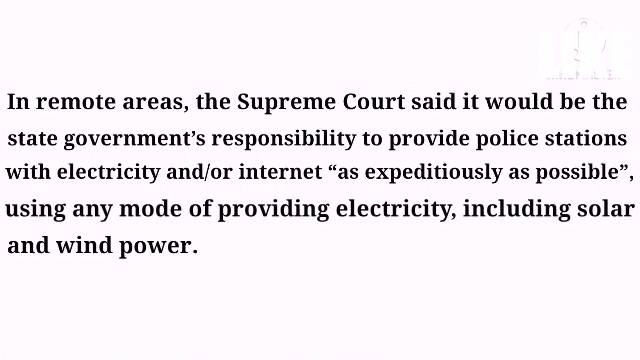 In remote areas, the Supreme Court said it would be the
state government’s responsibility to provide police stations
with electricity and/or internet “as expeditiously as possible”,
using any mode of providing electricity, including solar
and wind power.